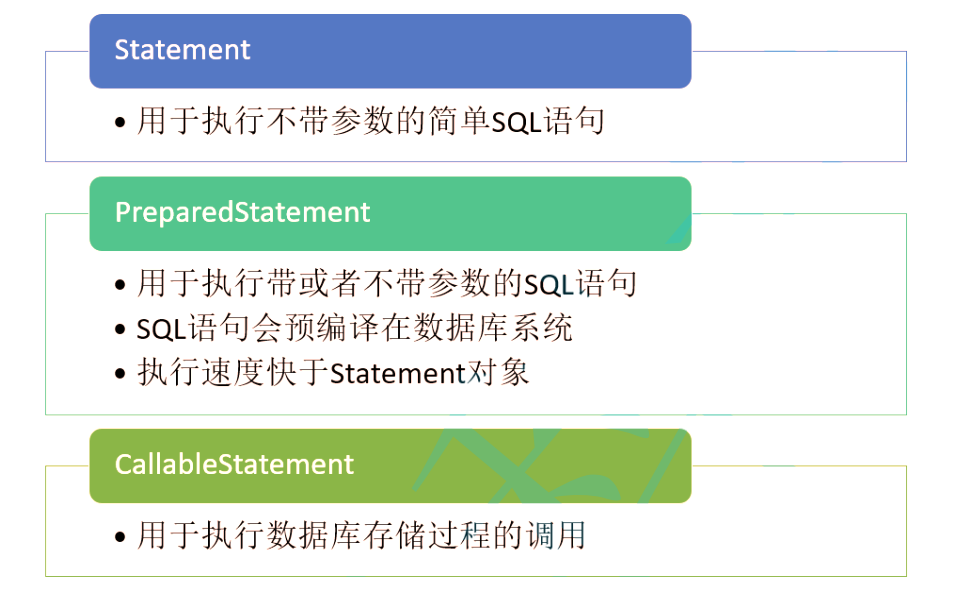 Statement
• 用于执行不带参数的简单SQL语句
PreparedStatement
• 用于执行带或者不带参数的SQL语句
• SQL语句会预编译在数据库系统
• 执行速度快于Statement对象
CallableStatement
• 用于执行数据库存储过程的调用